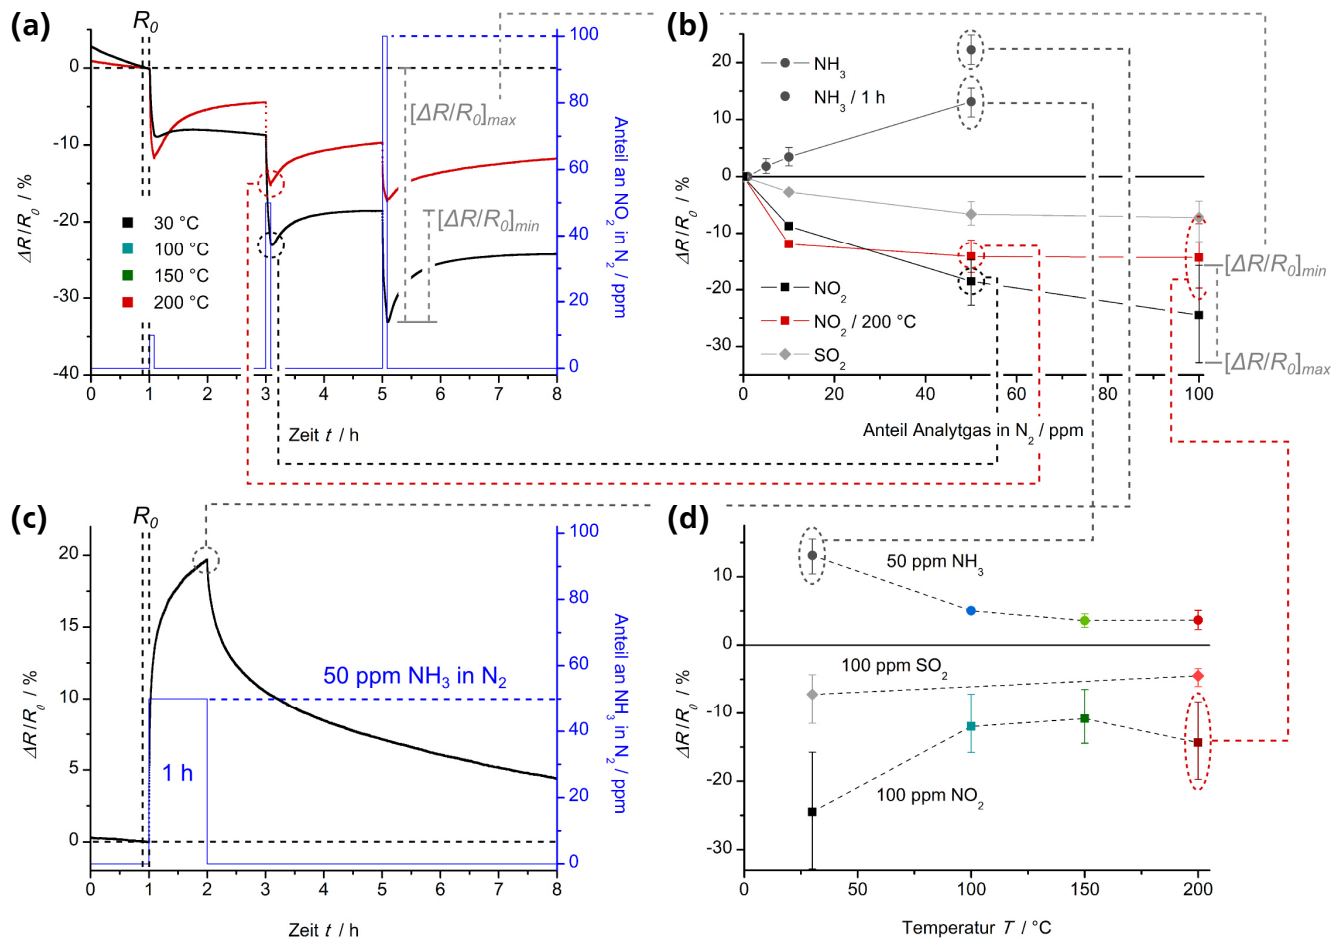 (a)
R0
5
0
-10
-20
-30
-40
ΔR/R0 / %
0
1
2
3
4
5
6
7
8
Zeit t / h
100
80
60
40
20
0
Anteil an NO2 in N2 / ppm
[ΔR/R0]max
[ΔR/R0]min
30 °C
100 °C
150 °C
200 °C
(b)
20
10
0
-10
-20
-30
ΔR/R0 / %
NH3
NH3 / 1 h
NO2
NO2 / 200 °C
SO2
[ΔR/R0]min
[ΔR/R0]max
0
20
40
60
80
100
Anteil Analytgas in N2 / ppm
(c)
R0
20
15
10
5
0
ΔR/R0 / %
50 ppm NH3 in N2
1 h
100
80
60
40
20
0
Anteil an NH3 in N2 / ppm
0
1
2
3
4
5
6
7
8
Zeit t / h
(d)
10
0
-10
-20
-30
ΔR/R0 / %
50 ppm NH3
100 ppm SO2
100 ppm NO2
0
50
100
150
200
Temperatur T / °C